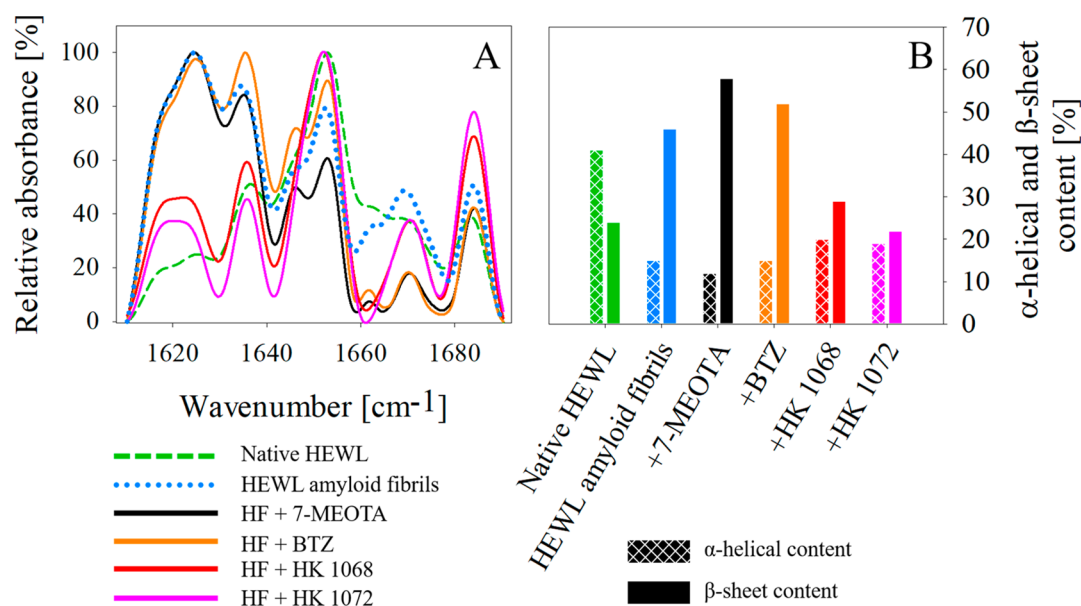 A
Relative absorbance [%]
100
80
60
40
20
0
1620 1640 1660 1680
Wavenumber [cm-1]
Native HEWL
HEWL amyloid fibrils
HF + 7-MEOTA
HF + BTZ
HF + HK 1068
HF + HK 1072
B
70
60
50
40
30
20
10
0
α-helical and ß-sheet
content [%]
Native HEWL
HEWL amyloid fibrils
+7-MEOTA
+BTZ
+HK 1068
+HK 1072
α-helical content
β-sheet content